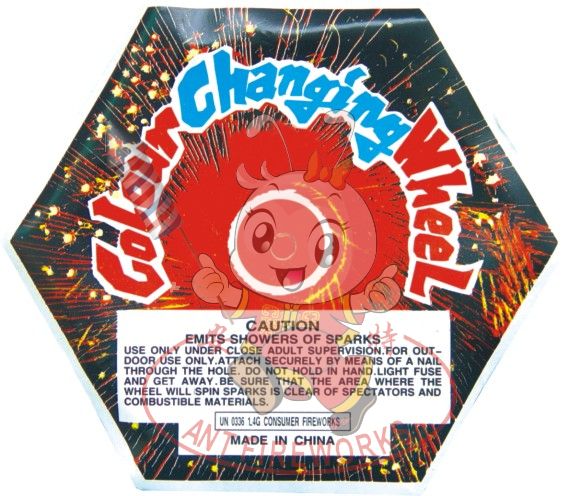 Colour Changing Wheel
CAUTION
EMITS SHOWERS OF SPARKS
USE ONLY UNDER CLOSE ADULT SUPERVISION.FOR OUT-
DOOR USE ONLY.ATTACH SECURELY BY MEANS OF A NAIL
THROUGH THE HOLE. DO NOT HOLD IN HAND.LIGHT FUSE
AND GET AWAY.BE SURE THAT THE AREA WHERE THE
WHEEL WILL SPIN SPARKS IS CLEAR OF SPECTATORS AND
COMBUSTIBLE MATERIALS.
UN 0336 1.4G CONSUMER FIREWORKS
MADE IN CHINA
ANT FIREWORKS